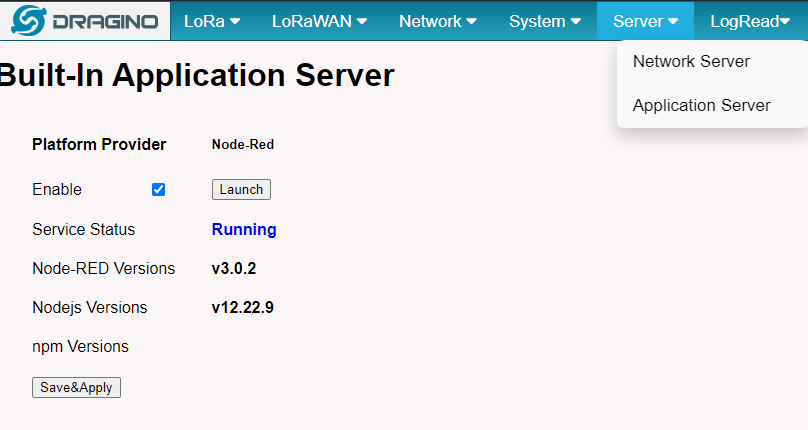 DRAGINO LoRa LoRaWAN Network System Server LogRead
Network Server
Application Server
Built-In Application Server
Platform Provider Node-Red
Enable Launch
Service Status Running
Node-RED Versions v3.0.2
Nodejs Versions v12.22.9
npm Versions
Save&Apply